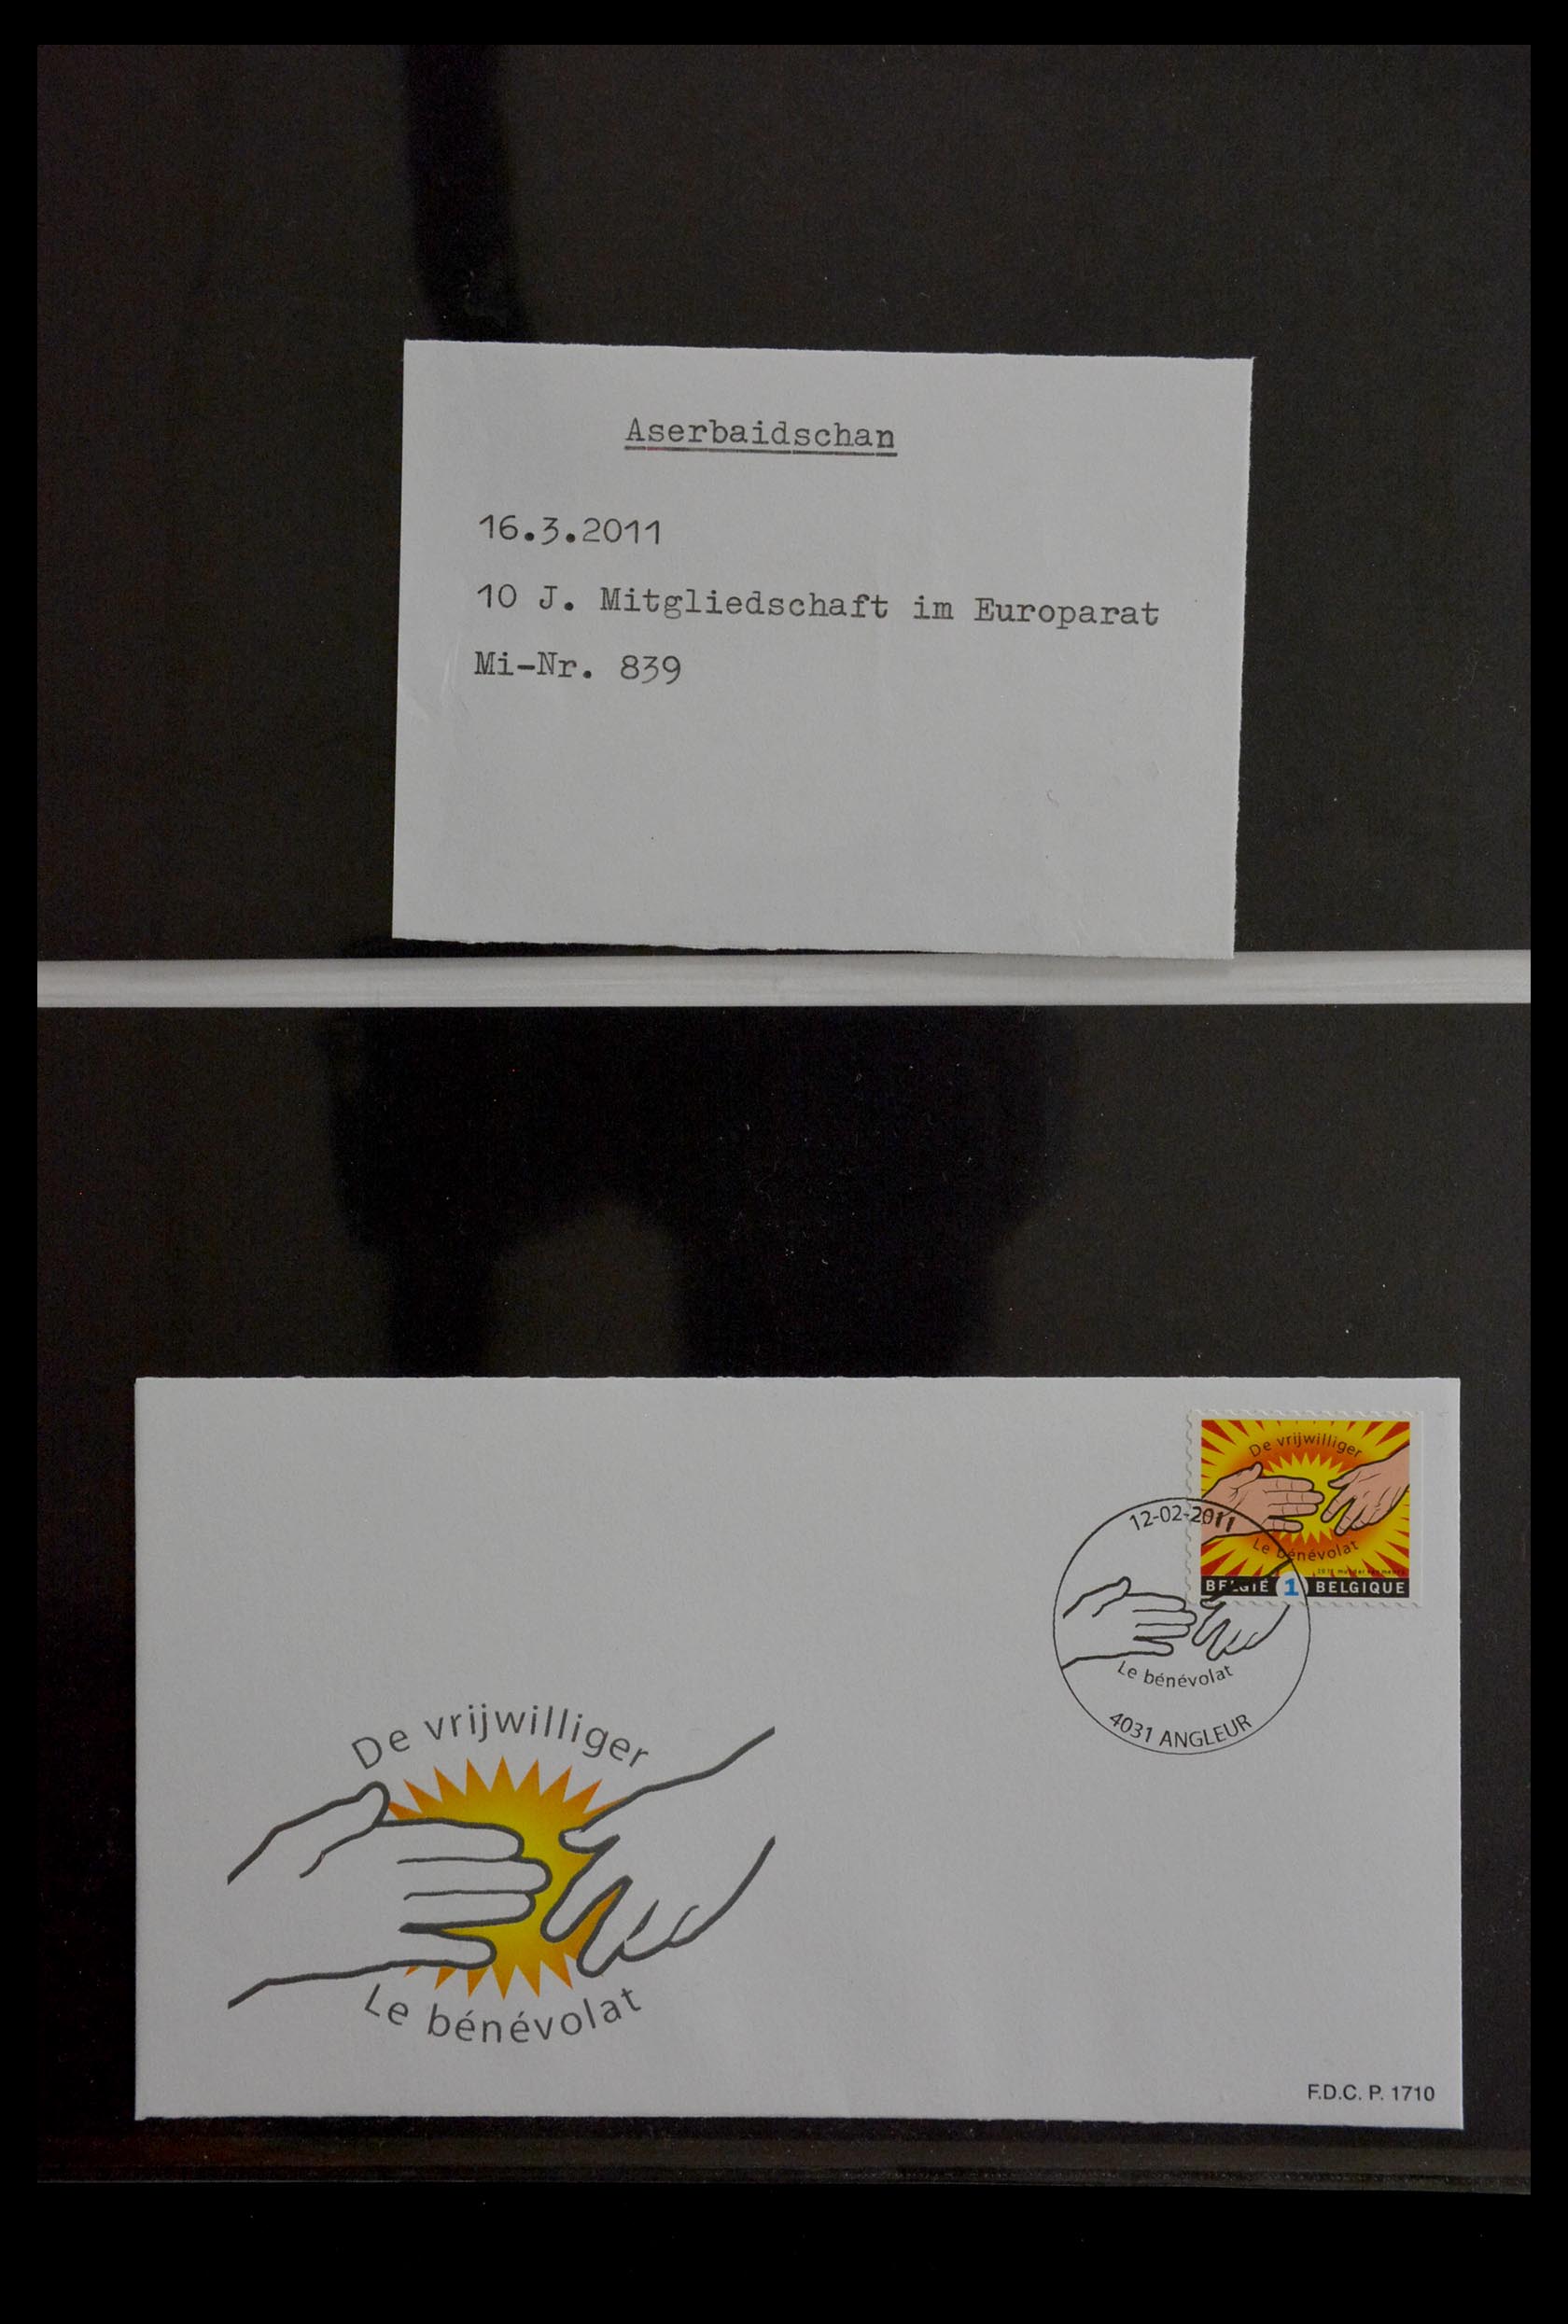 Aserbaidschan
16.3.2011
10 J. Mitgliedschaft im Europarat
Mi-Nr. 839
De vrijwilliger
Le bénévolat
BELGIË 1 BELGIQUE
12-02-2011
Le bénévolat
4031 ANGLEUR
De vrijwilliger
Le bénévolat
F.D.C. P. 1710